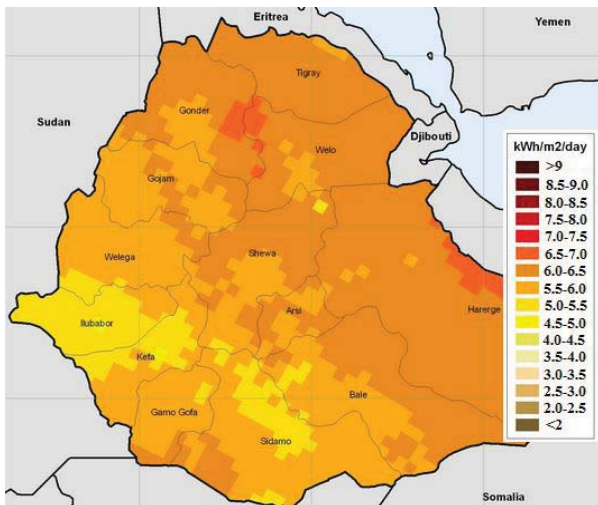 Eritrea
Yemen
Tigray
Sudan
Gonder
Djibouti
Welo
Gojam
Shewa
Welega
Harerge
Arsi
Ilubabor
Kefa
Bale
Gamo Gofa
Sidamo
Somalia
kWh/m2/day
>9
8.5-9.0
8.0-8.5
7.5-8.0
7.0-7.5
6.5-7.0
6.0-6.5
5.5-6.0
5.0-5.5
4.5-5.0
4.0-4.5
3.5-4.0
3.0-3.5
2.5-3.0
2.0-2.5
<2